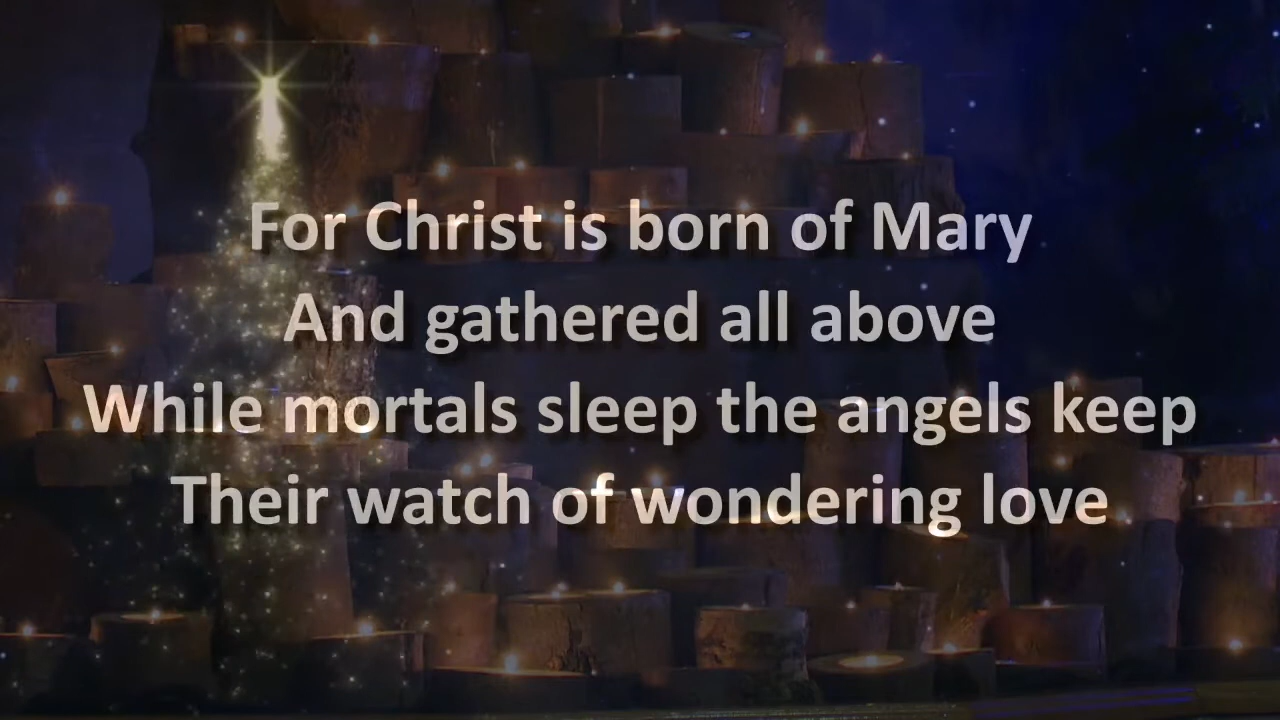 For Christ is born of Mary
And gathered all above
While mortals sleep the angels keep
Their watch of wondering love